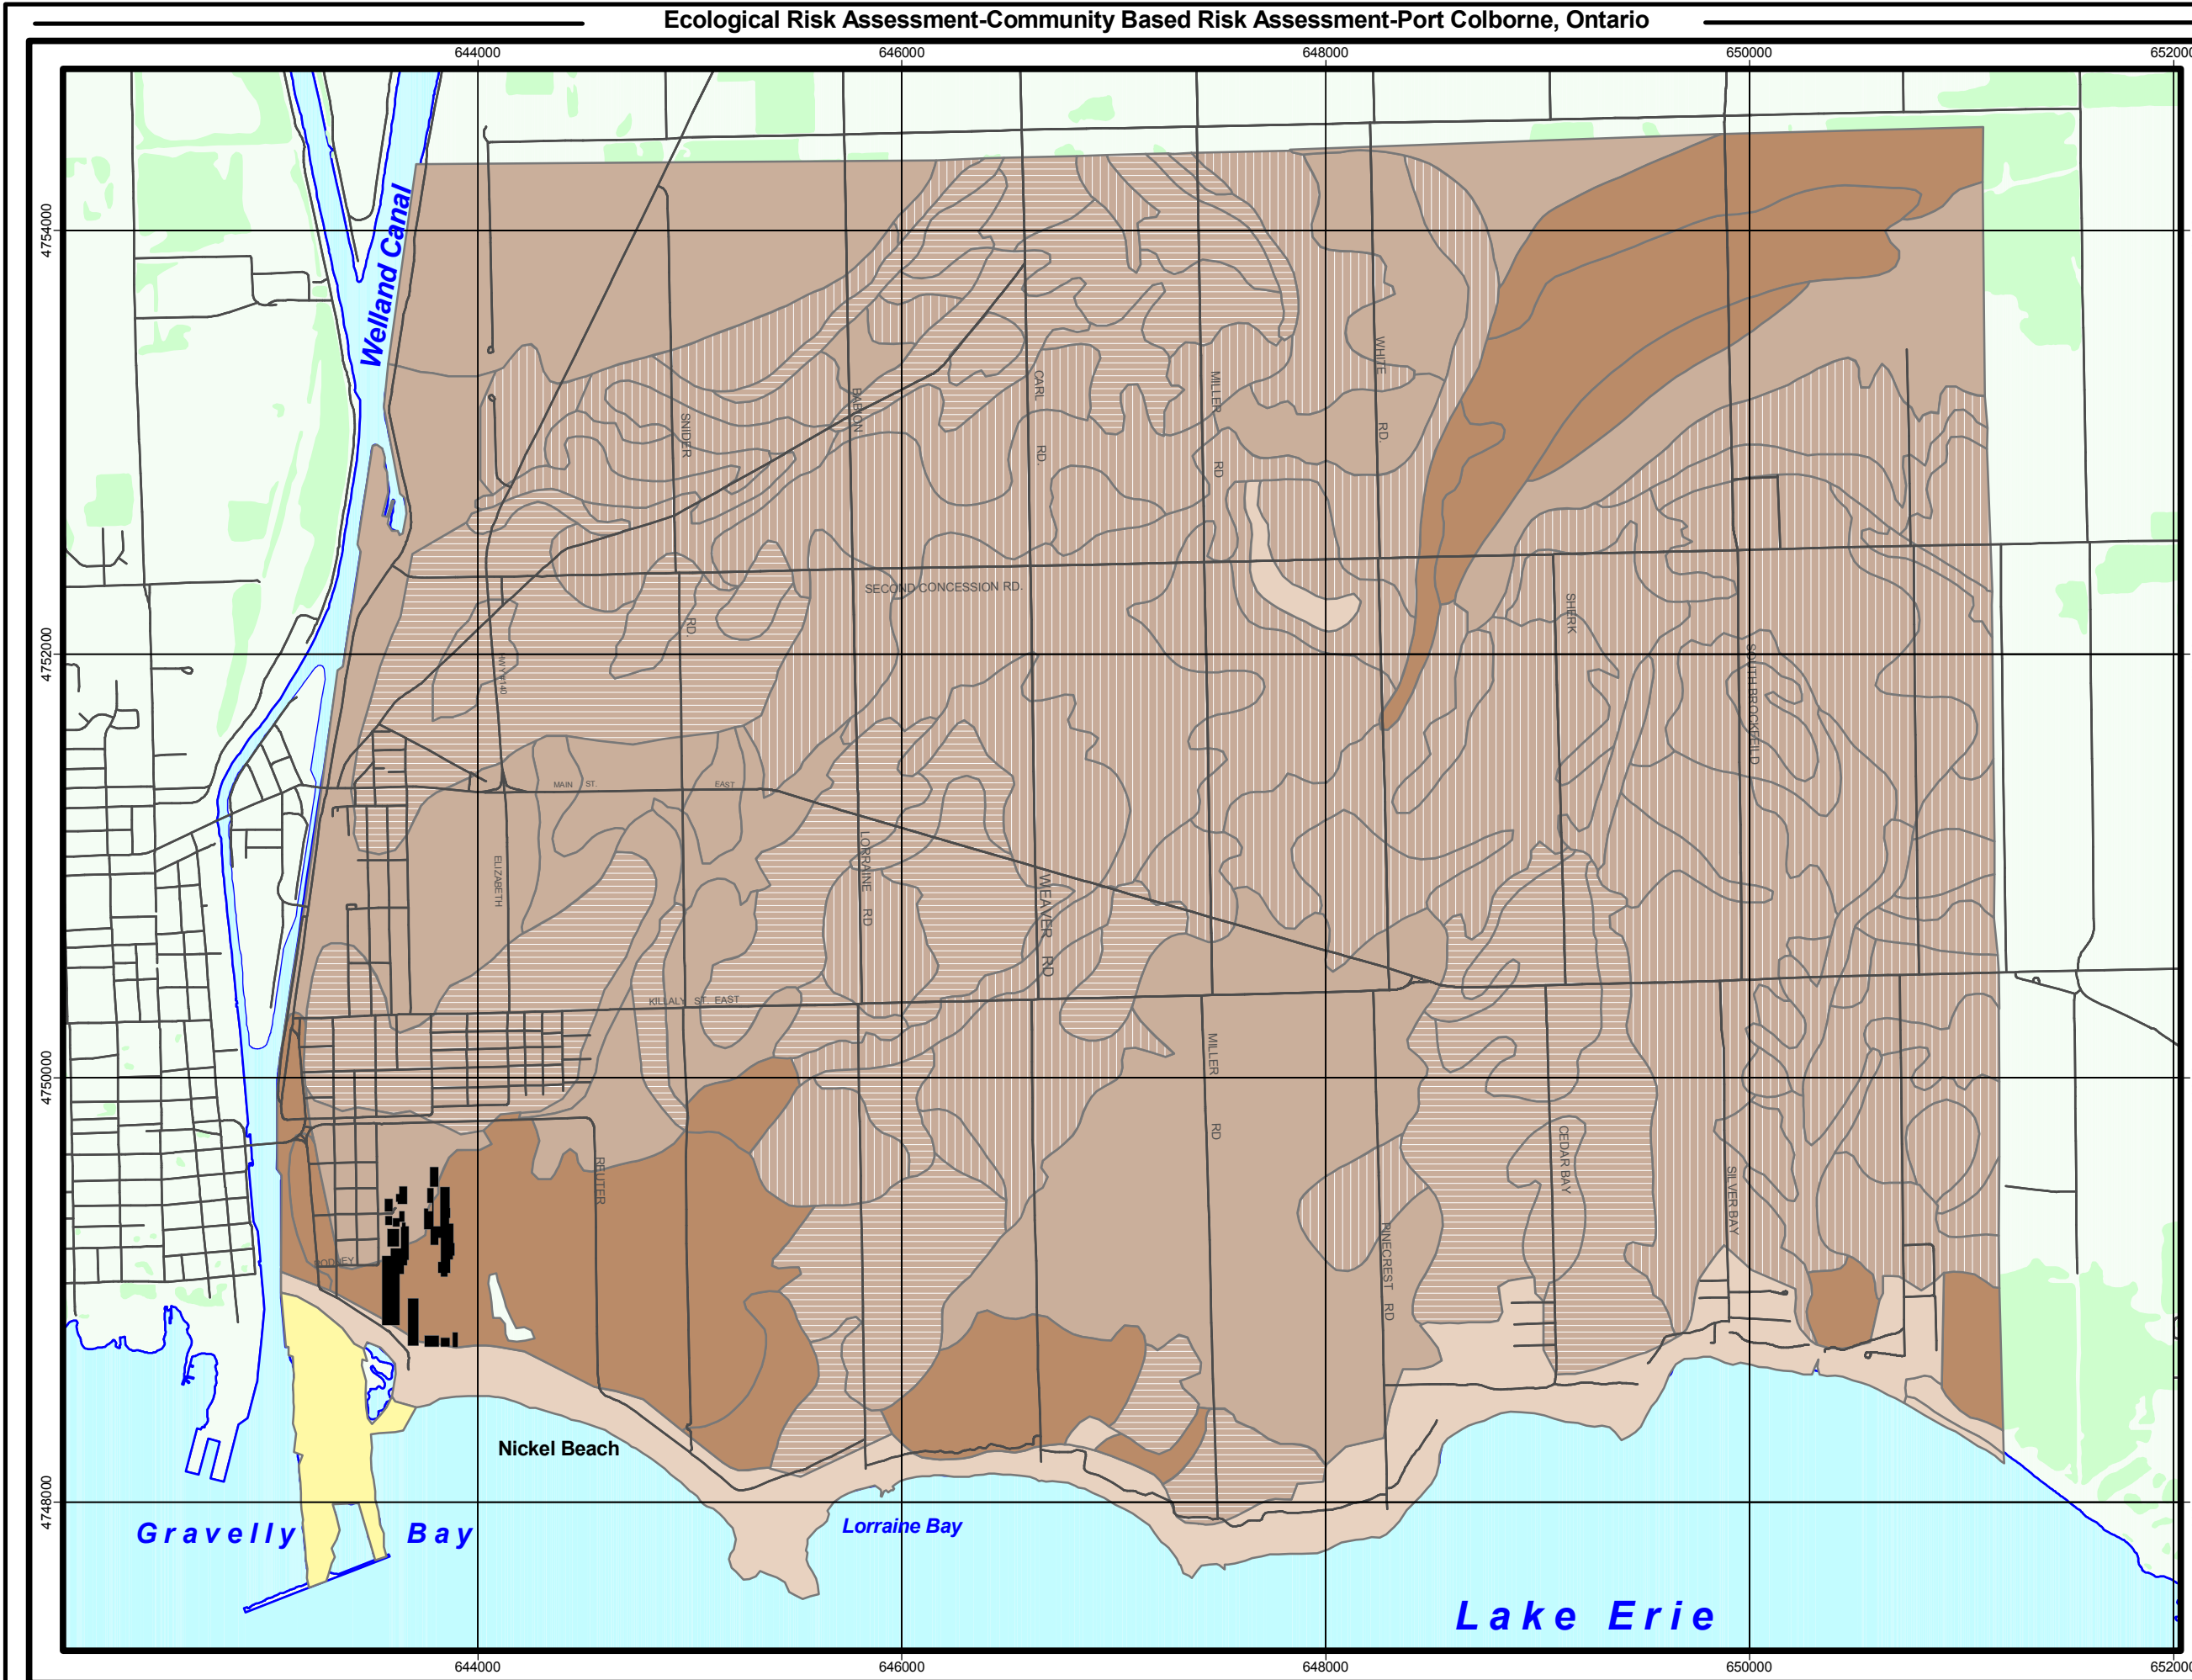 Ecological Risk Assessment-Community Based Risk Assessment-Port Colborne, Ontario
644000
646000
648000
650000
652000
4754000
4752000
4750000
4748000
Welland Canal
SNIDER
RD.
BABION
CARL
RD.
MILLER
RD
WHITE
RD.
SECOND CONCESSION RD.
SHERK
SOUTH BROCKFEILD
MAIN ST. EAST
ELIZABETH
LORRAINE
RD
WEAVER
RD
KILLALY ST. EAST
MILLER
RD
CEDAR BAY
SILVER BAY
REUTER
RODNEY
PINECREST RD
Nickel Beach
Gravelly Bay
Lorraine Bay
Lake Erie
644000
646000
648000
650000